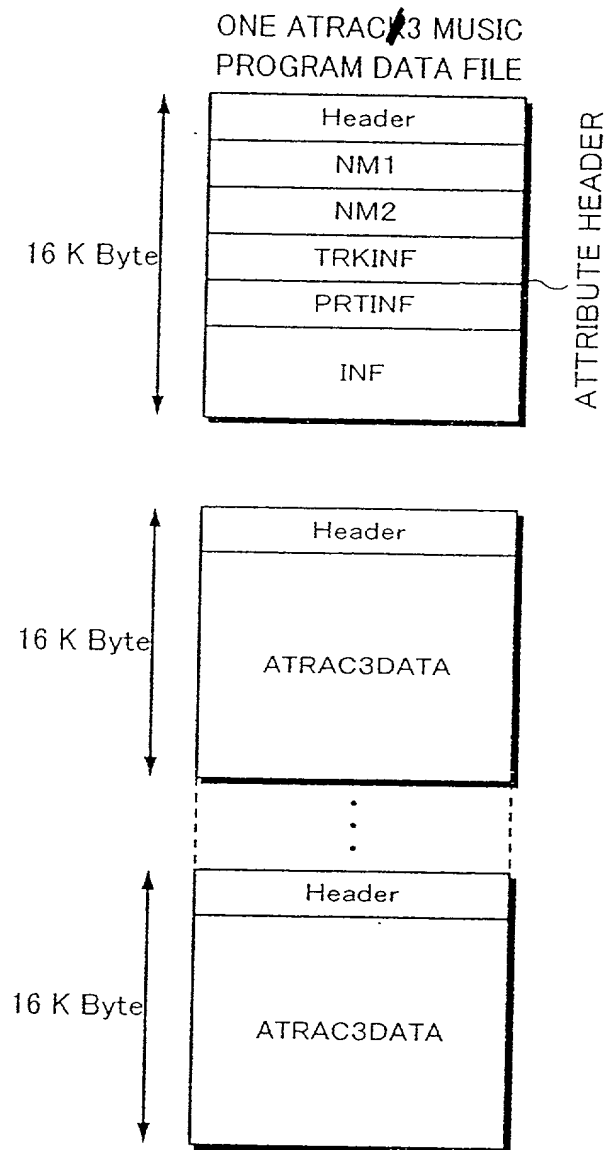 ONE ATRACK3 MUSIC
PROGRAM DATA FILE
Header
NM1
NM2
TRKINF
PRTINF
INF
16 K Byte
ATTRIBUTE HEADER
Header
ATRAC3DATA
16 K Byte
Header
ATRAC3DATA
16 K Byte